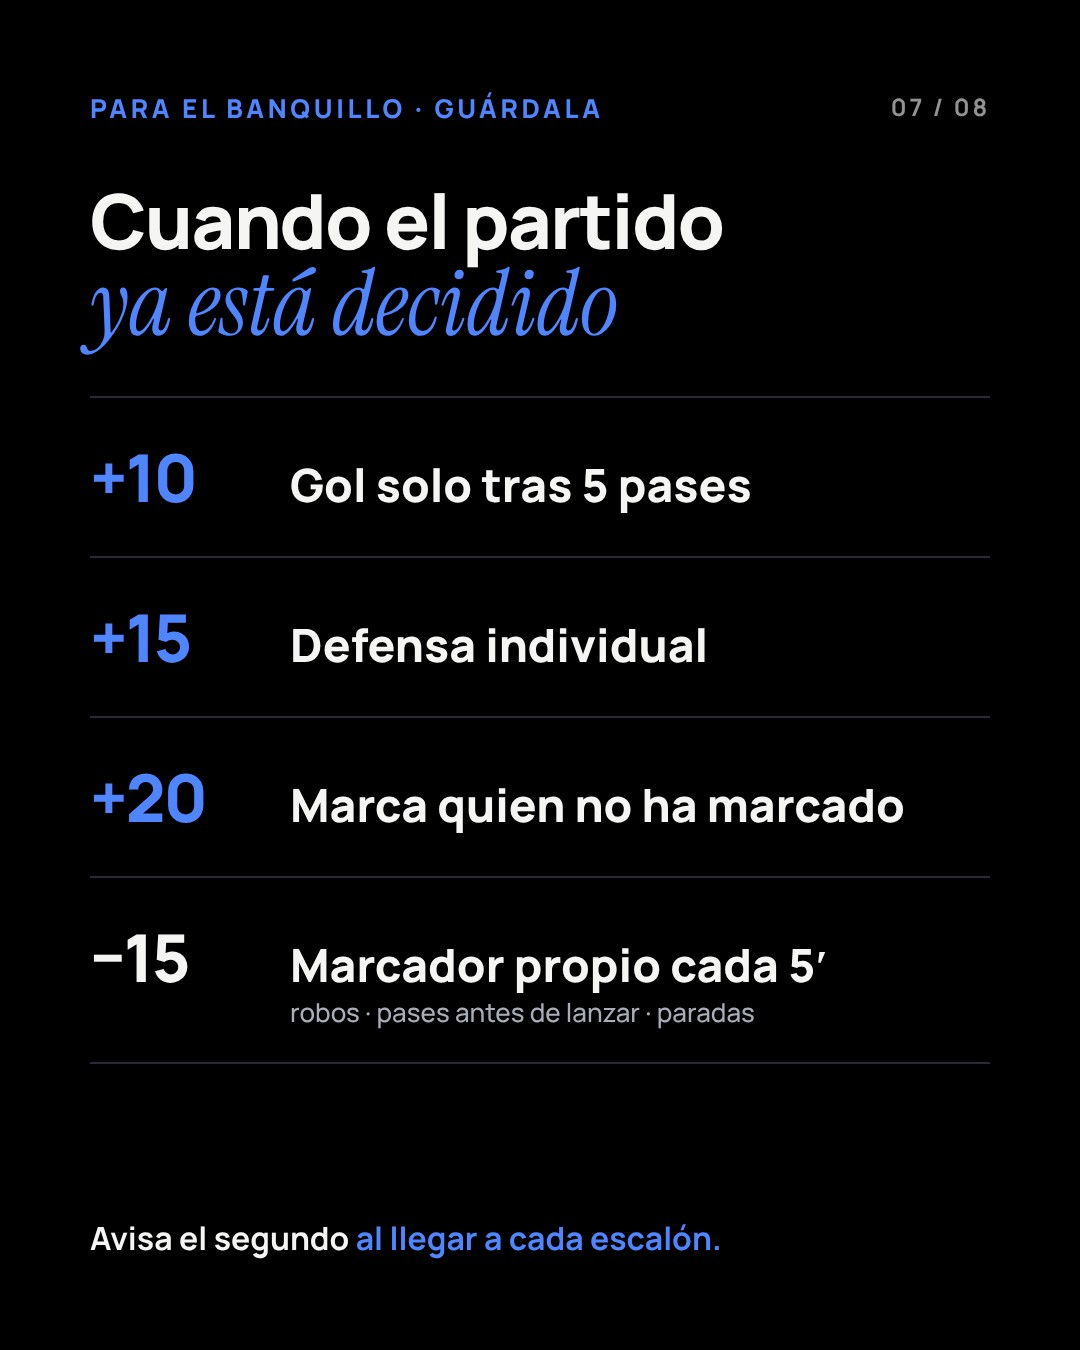 PARA EL BANQUILLO · GUÁRDALA
07 / 08
Cuando el partido
ya está decidido
+10 Gol solo tras 5 pases
+15 Defensa individual
+20 Marca quien no ha marcado
−15 Marcador propio cada 5′
robos · pases antes de lanzar · paradas
Avisa el segundo al llegar a cada escalón.